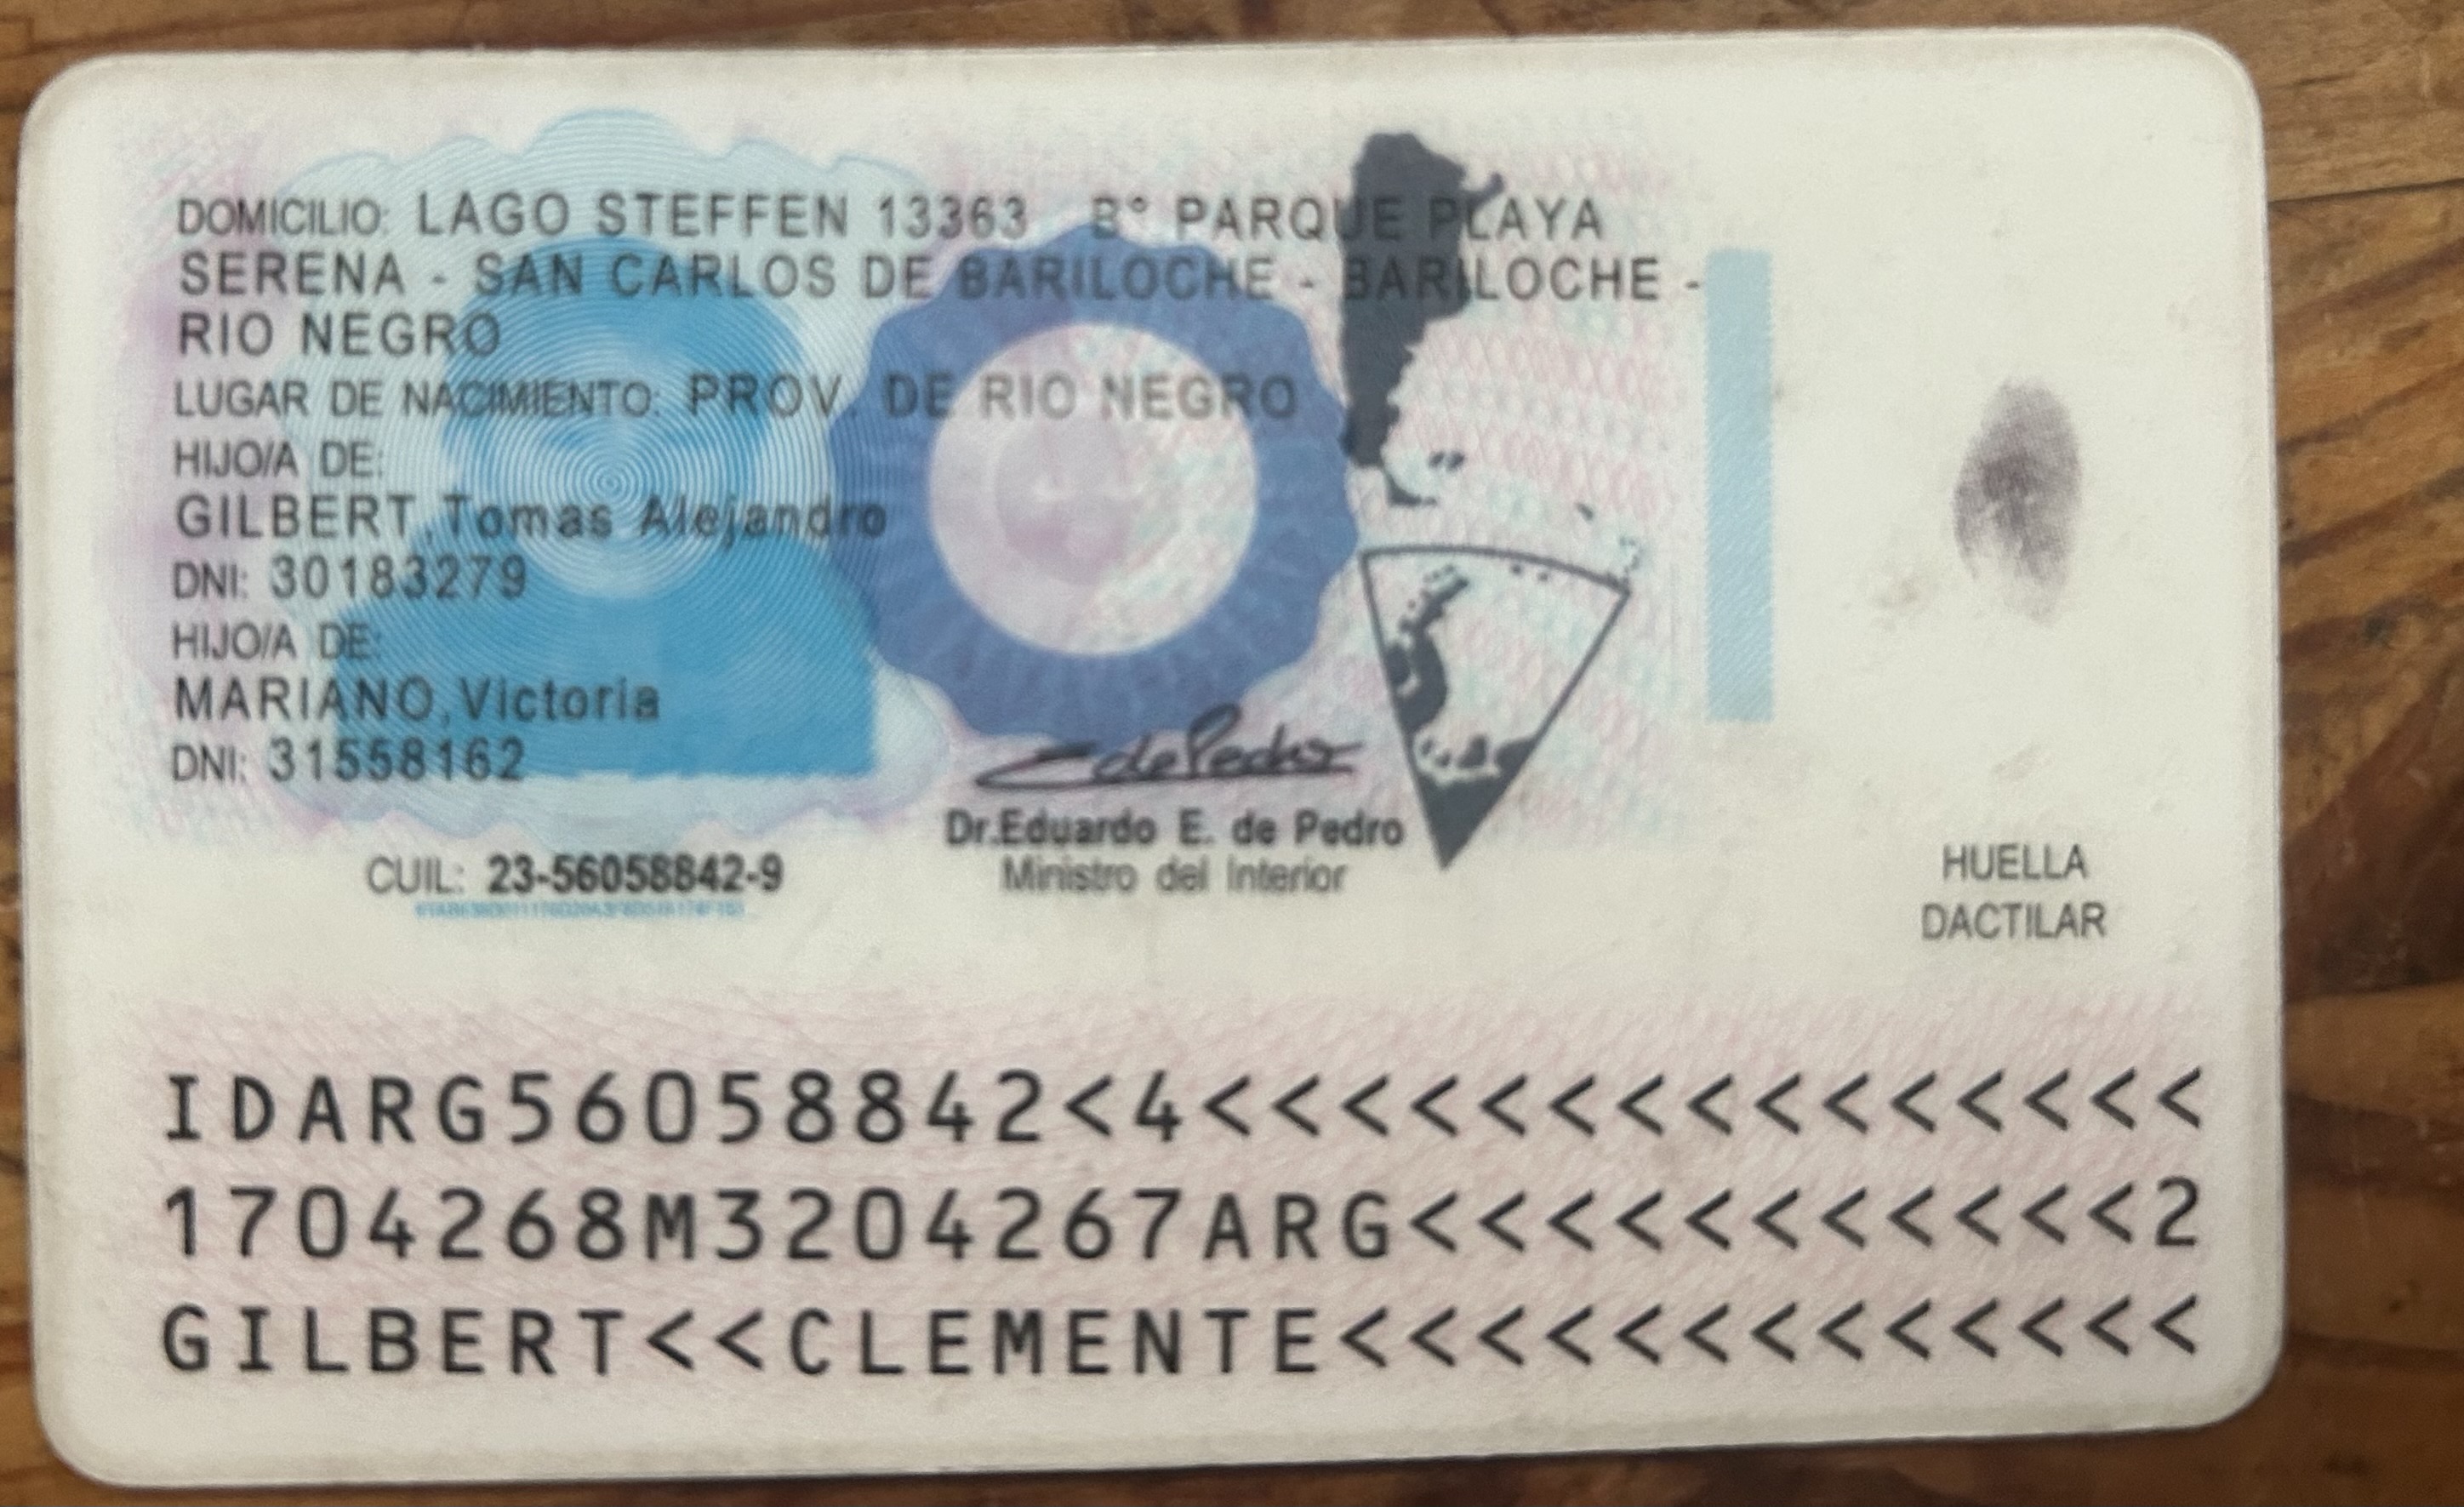 DOMICILIO: LAGO STEFFEN 13363 B° PARQUE PLAYA
SERENA - SAN CARLOS DE BARILOCHE - BARILOCHE -
RIO NEGRO
LUGAR DE NACIMIENTO: PROV. DE RIO NEGRO
HIJO/A DE:
GILBERT,Tomas Alejandro
DNI: 30183279
HIJO/A DE:
MARIANO,Victoria
DNI: 31558162
E de Pedro
Dr.Eduardo E. de Pedro
Ministro del Interior
CUIL: 23-56058842-9
HUELLA
DACTILAR
IDARG56058842<4<<<<<<<<<<<<<<<
1704268M3204267ARG<<<<<<<<<<<2
GILBERT<<CLEMENTE<<<<<<<<<<<<<